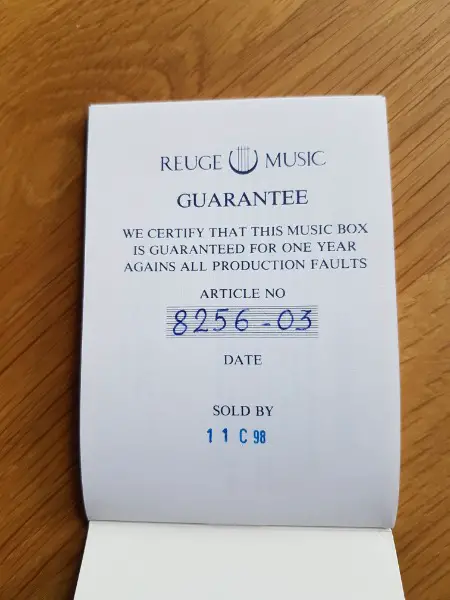 REUGE MUSIC
GUARANTEE
WE CERTIFY THAT THIS MUSIC BOX
IS GUARANTEED FOR ONE YEAR
AGAINS ALL PRODUCTION FAULTS
ARTICLE NO
8256-03
DATE
SOLD BY
11 C 98